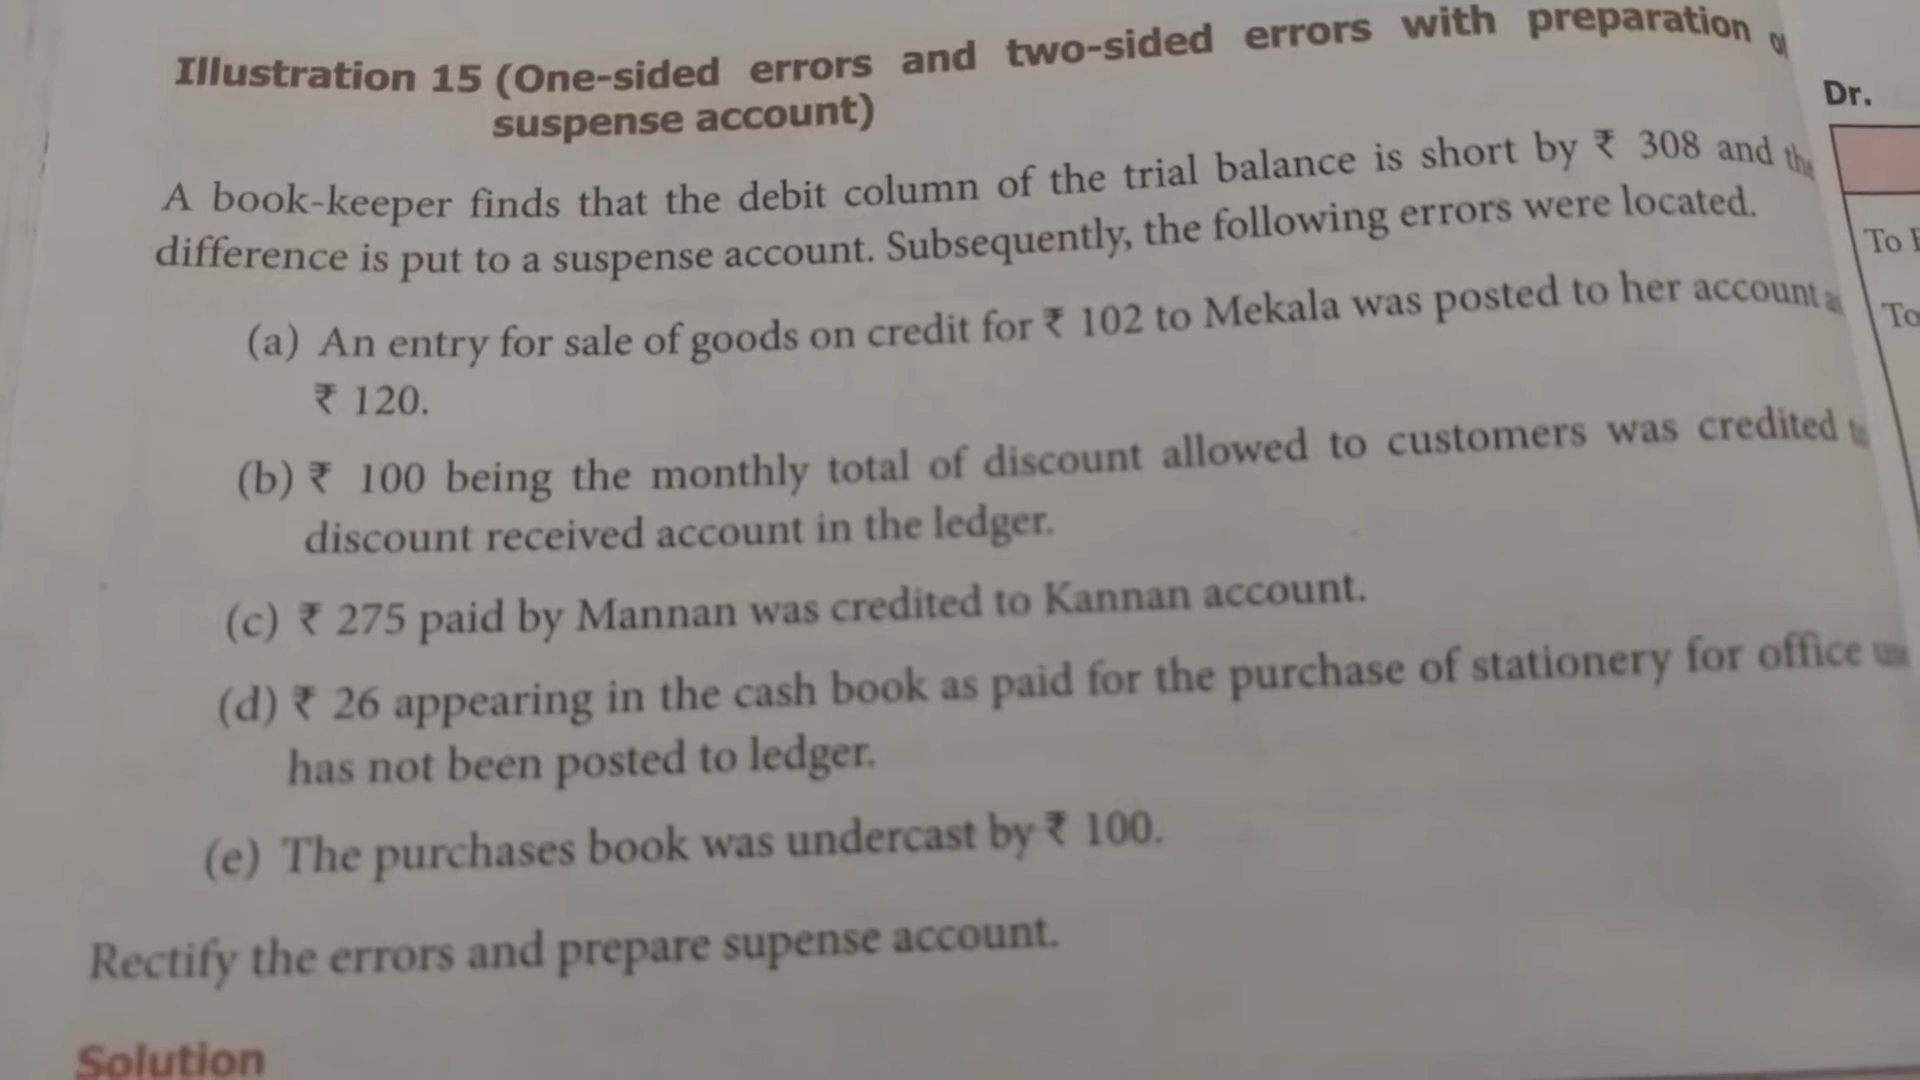 Illustration 15 (One-sided errors and two-sided errors with preparation
suspense account)
Dr.
A book-keeper finds that the debit column of the trial balance is short by ₹ 308 and the
difference is put to a suspense account. Subsequently, the following errors were located.
To
(a) An entry for sale of goods on credit for ₹ 102 to Mekala was posted to her account
To
₹ 120.
(b) ₹ 100 being the monthly total of discount allowed to customers was credited
discount received account in the ledger.
(c) ₹ 275 paid by Mannan was credited to Kannan account.
(d) ₹ 26 appearing in the cash book as paid for the purchase of stationery for office
has not been posted to ledger.
(e) The purchases book was undercast by ₹ 100.
Rectify the errors and prepare supense account.
Solution